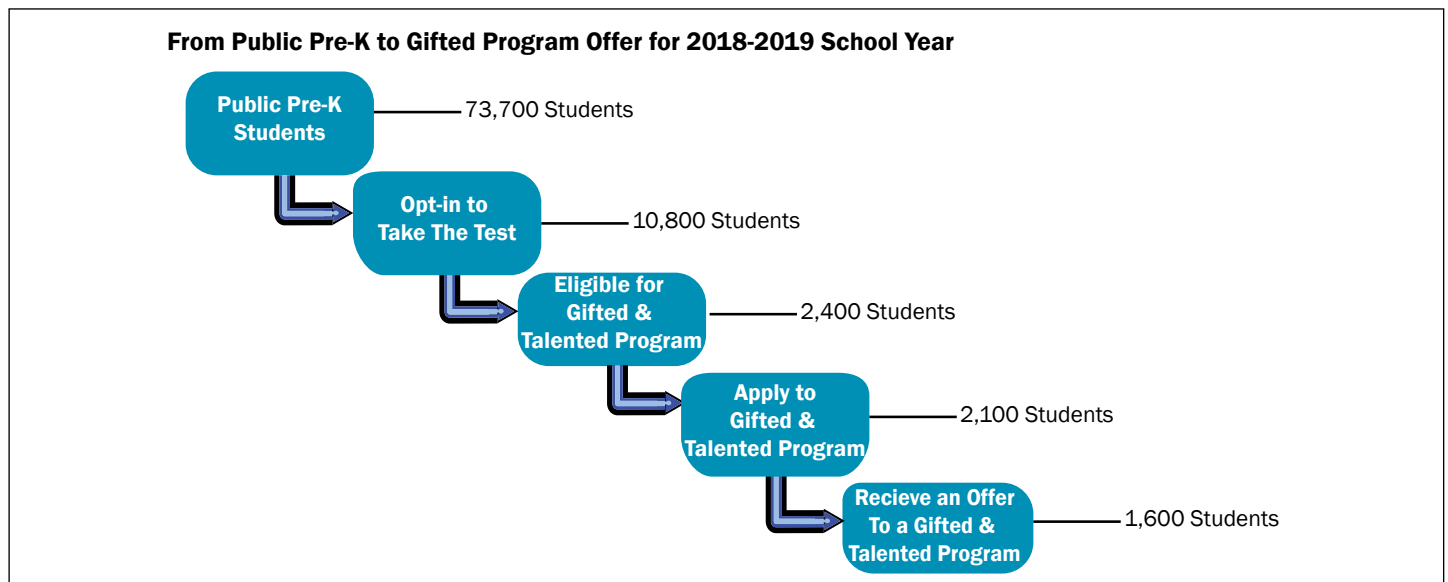 From Public Pre-K to Gifted Program Offer for 2018-2019 School Year
Public Pre-K
Students
73,700 Students
Opt-in to
Take The Test
10,800 Students
Eligible for
Gifted &
Talented Program
2,400 Students
Apply to
Gifted &
Talented Program
2,100 Students
Recieve an Offer
To a Gifted &
Talented Program
1,600 Students